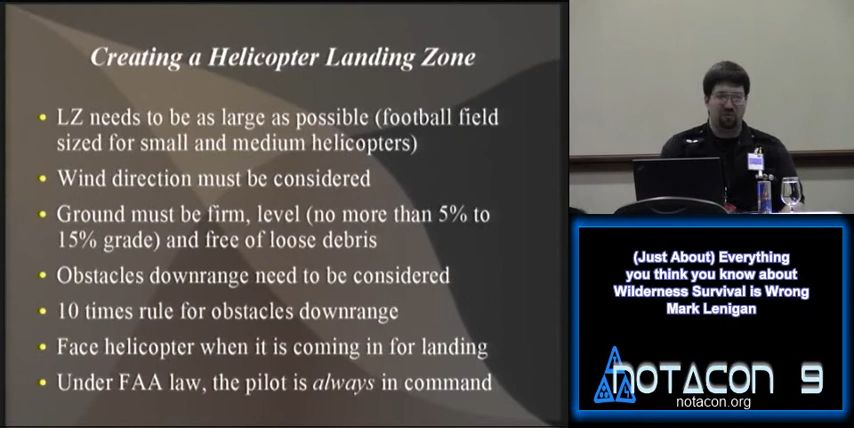 Creating a Helicopter Landing Zone
LZ needs to be as large as possible (football field
sized for small and medium helicopters)
Wind direction must be considered
Ground must be firm, level (no more than 5% to
15% grade) and free of loose debris
Obstacles downrange need to be considered
10 times rule for obstacles downrange
Face helicopter when it is coming in for landing
Under FAA law, the pilot is always in command
(Just About) Everything
you think you know about
Wilderness Survival is Wrong
Mark Lenigan
NOTACON 9
notacon.org